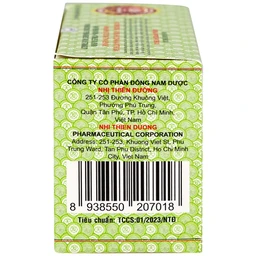 CÔNG TY CỔ PHẦN ĐÔNG NAM DƯỢC
NHỊ THIÊN ĐƯỜNG
251-253 Đường Khuông Việt,
Phường Phú Trung,
Quận Tân Phú, TP. Hồ Chí Minh,
Việt Nam
NHI THIEN DUONG
PHARMACEUTICAL CORPORATION
Address: 251-253, Khuong Viet St, Phu
Trung Ward, Tan Phu District, Ho Chi Minh
City, Viet Nam
8 938550 207018
Tiêu chuẩn: TCCS:01/2023/NTĐ